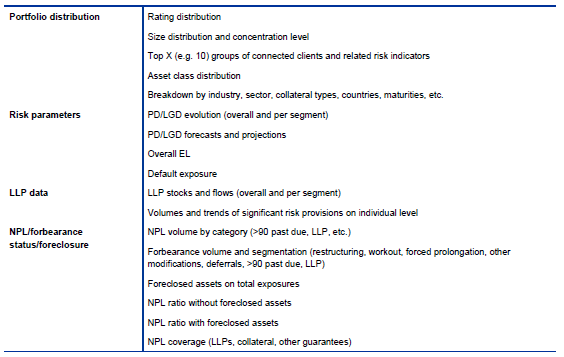 Portfolio distribution
Rating distribution
Size distribution and concentration level
Top X (e.g. 10) groups of connected clients and related risk indicators
Asset class distribution
Breakdown by industry, sector, collateral types, countries, maturities, etc.
Risk parameters
PD/LGD evolution (overall and per segment)
PD/LGD forecasts and projections
Overall EL
Default exposure
LLP data
LLP stocks and flows (overall and per segment)
Volumes and trends of significant risk provisions on individual level
NPL/forbearance
status/foreclosure
NPL volume by category (>90 past due, LLP, etc.)
Forbearance volume and segmentation (restructuring, workout, forced prolongation, other
modifications, deferrals, >90 past due, LLP)
Foreclosed assets on total exposures
NPL ratio without foreclosed assets
NPL ratio with foreclosed assets
NPL coverage (LLPs, collateral, other guarantees)